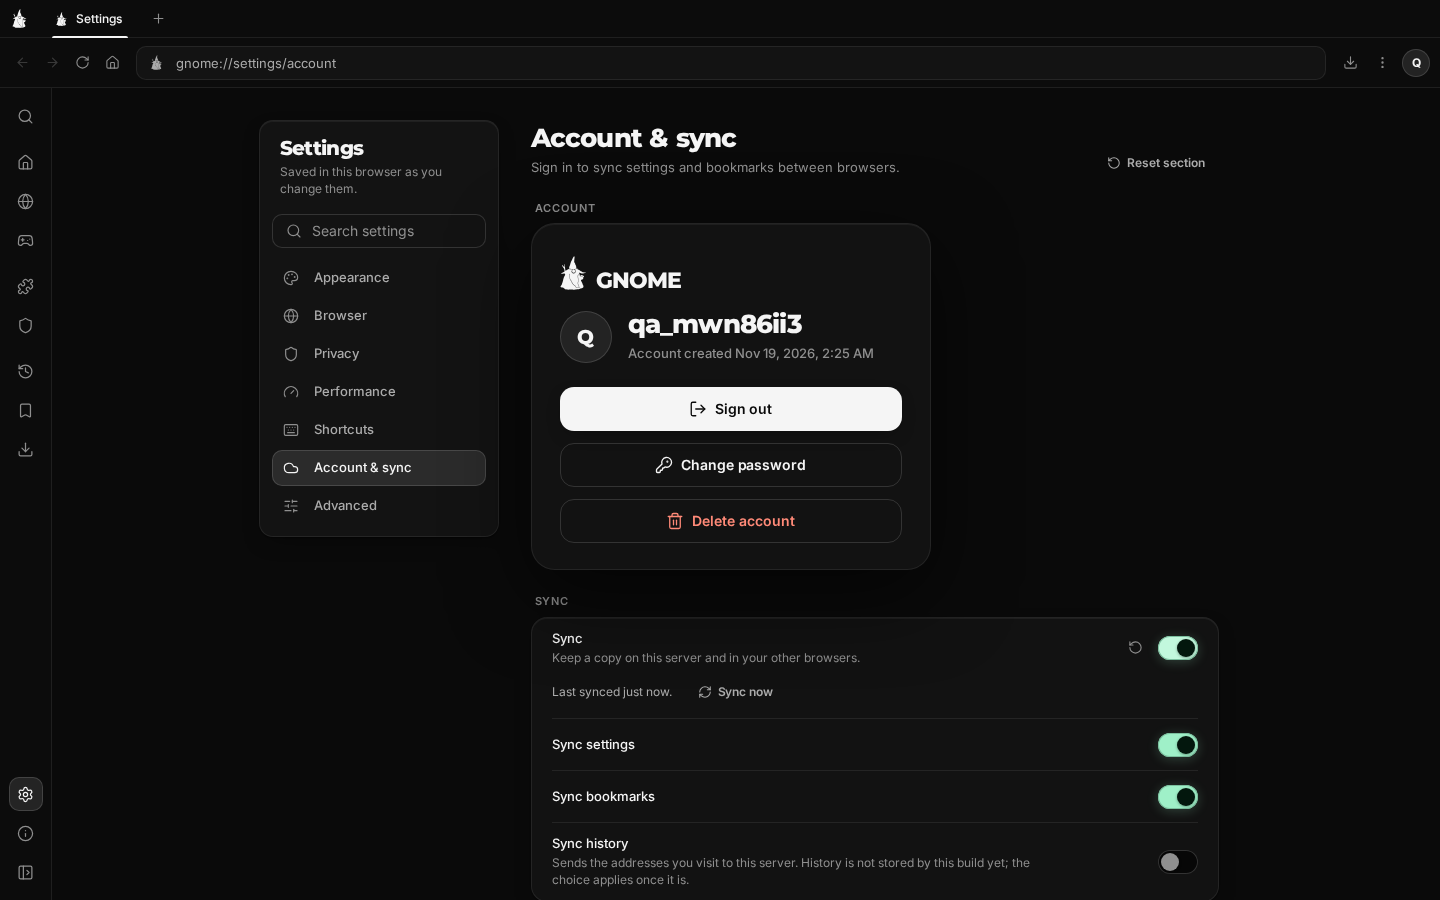 Settings
gnome://settings/account
Q
Settings
Saved in this browser as you
change them.
Search settings
Appearance
Browser
Privacy
Performance
Shortcuts
Account & sync
Advanced
Account & sync
Sign in to sync settings and bookmarks between browsers.
Reset section
ACCOUNT
GNOME
Q
qa_mwn86ii3
Account created Nov 19, 2026, 2:25 AM
Sign out
Change password
Delete account
SYNC
Sync
Keep a copy on this server and in your other browsers.
Last synced just now.
Sync now
Sync settings
Sync bookmarks
Sync history
Sends the addresses you visit to this server. History is not stored by this build yet; the
choice applies once it is.